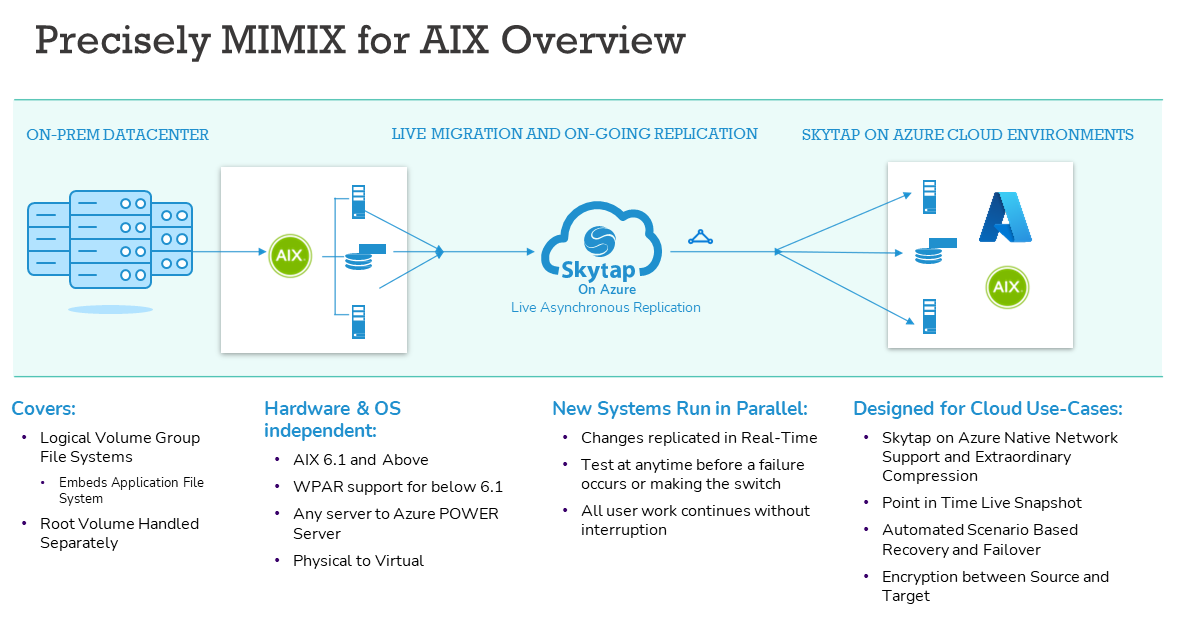 Precisely MIMIX for AIX Overview
ON-PREM DATACENTER
LIVE MIGRATION AND ON-GOING REPLICATION
SKYTAP ON AZURE CLOUD ENVIRONMENTS
AIX
Skytap
On Azure
Live Asynchronous Replication
AIX
Covers:
• Logical Volume Group
File Systems
• Embeds Application File
System
• Root Volume Handled
Separately
Hardware & OS
independent:
• AIX 6.1 and Above
• WPAR support for below 6.1
• Any server to Azure POWER
Server
• Physical to Virtual
New Systems Run in Parallel:
• Changes replicated in Real-Time
• Test at anytime before a failure
occurs or making the switch
• All user work continues without
interruption
Designed for Cloud Use-Cases:
• Skytap on Azure Native Network
Support and Extraordinary
Compression
• Point in Time Live Snapshot
• Automated Scenario Based
Recovery and Failover
• Encryption between Source and
Target